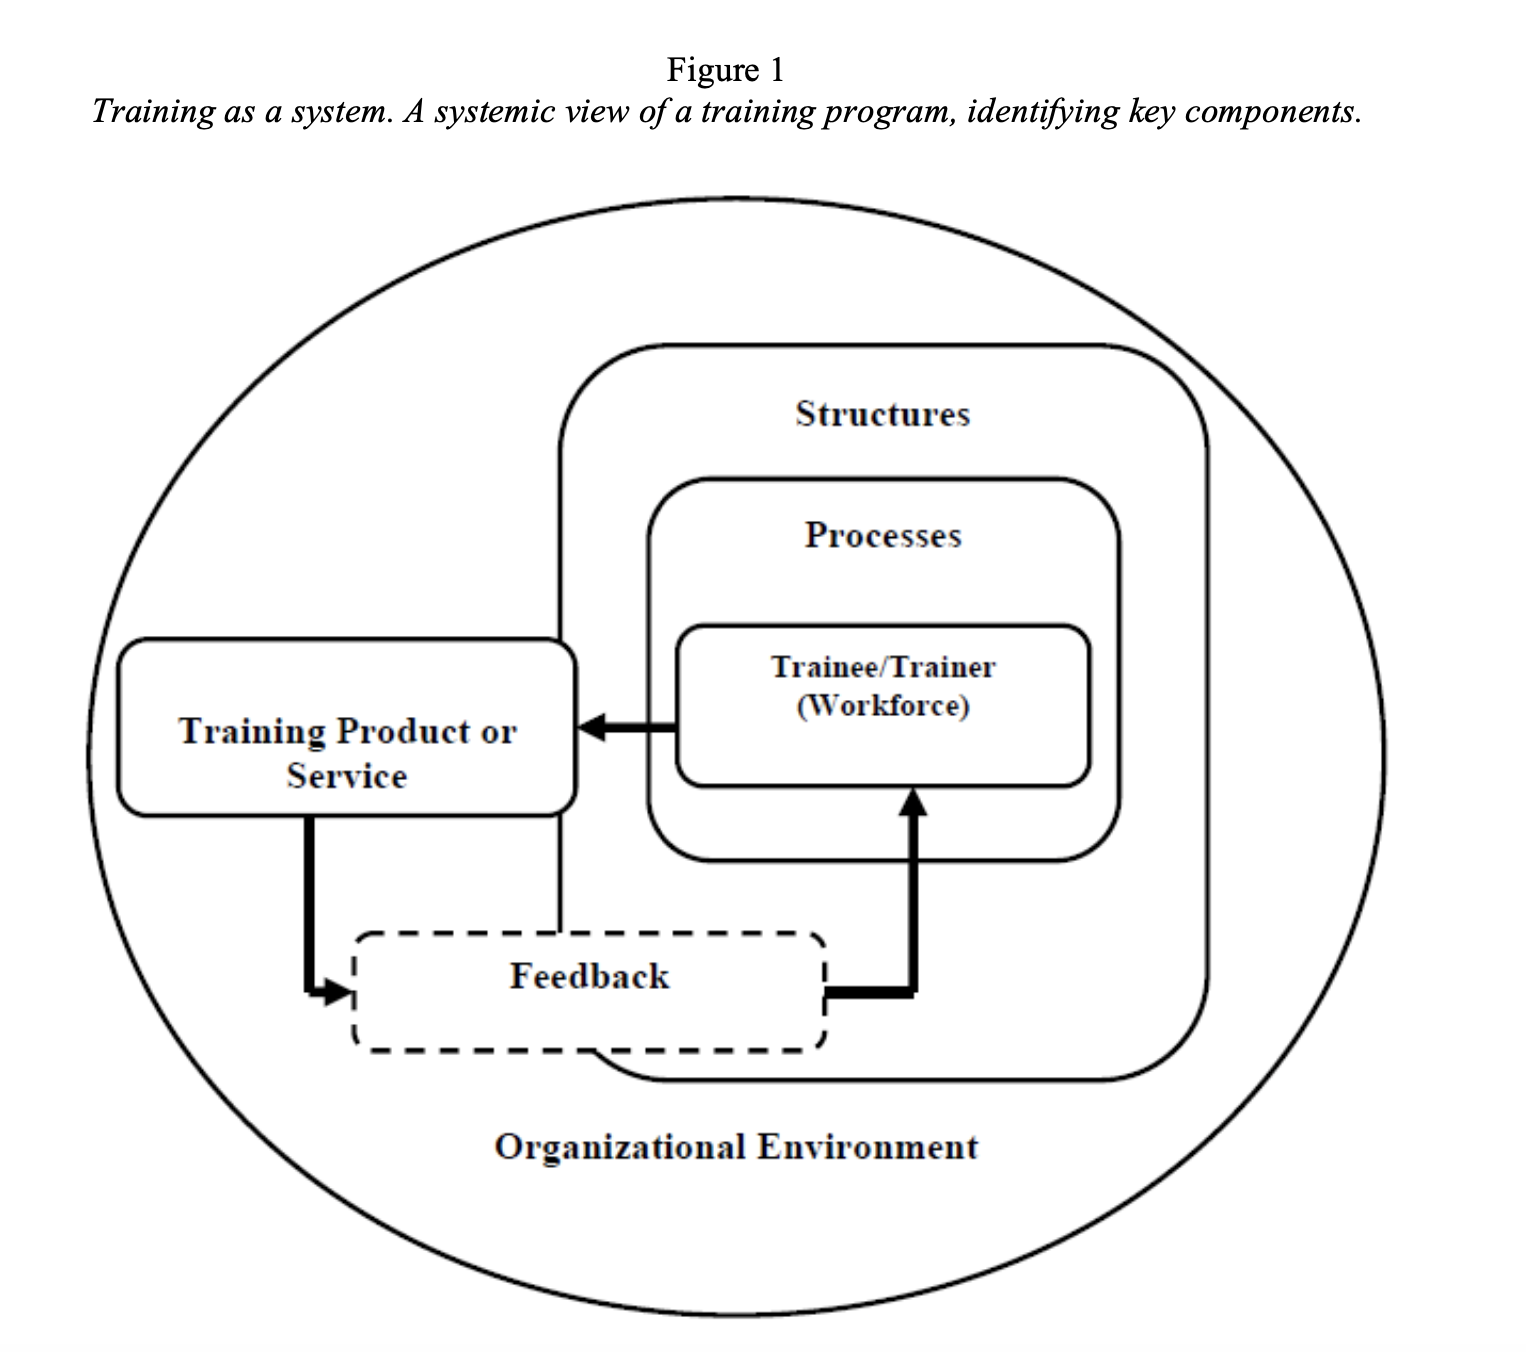 Figure 1
Training as a system. A systemic view of a training program, identifying key components.
Structures
Processes
Trainee/Trainer
(Workforce)
Training Product or
Service
Feedback
Organizational Environment